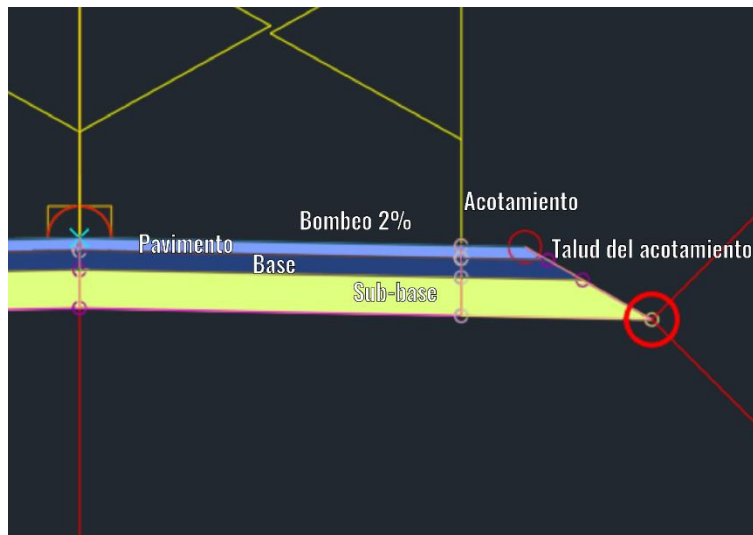 Acotamiento
Bombeo 2%
Pavimento
Talud del acotamiento
Base
Sub-base